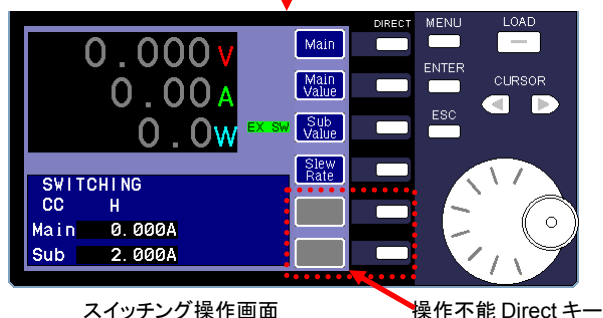 DIRECT MENU LOAD
0.000V
Main
0.00A
Main
Value
ENTER
CURSOR
0.0W
EX SW
Sub
Value
ESC
Slew
Rate
SWITCHING
CC H
Main 0.000A
Sub 2.000A
スイッチング操作画面
操作不能 Direct キー